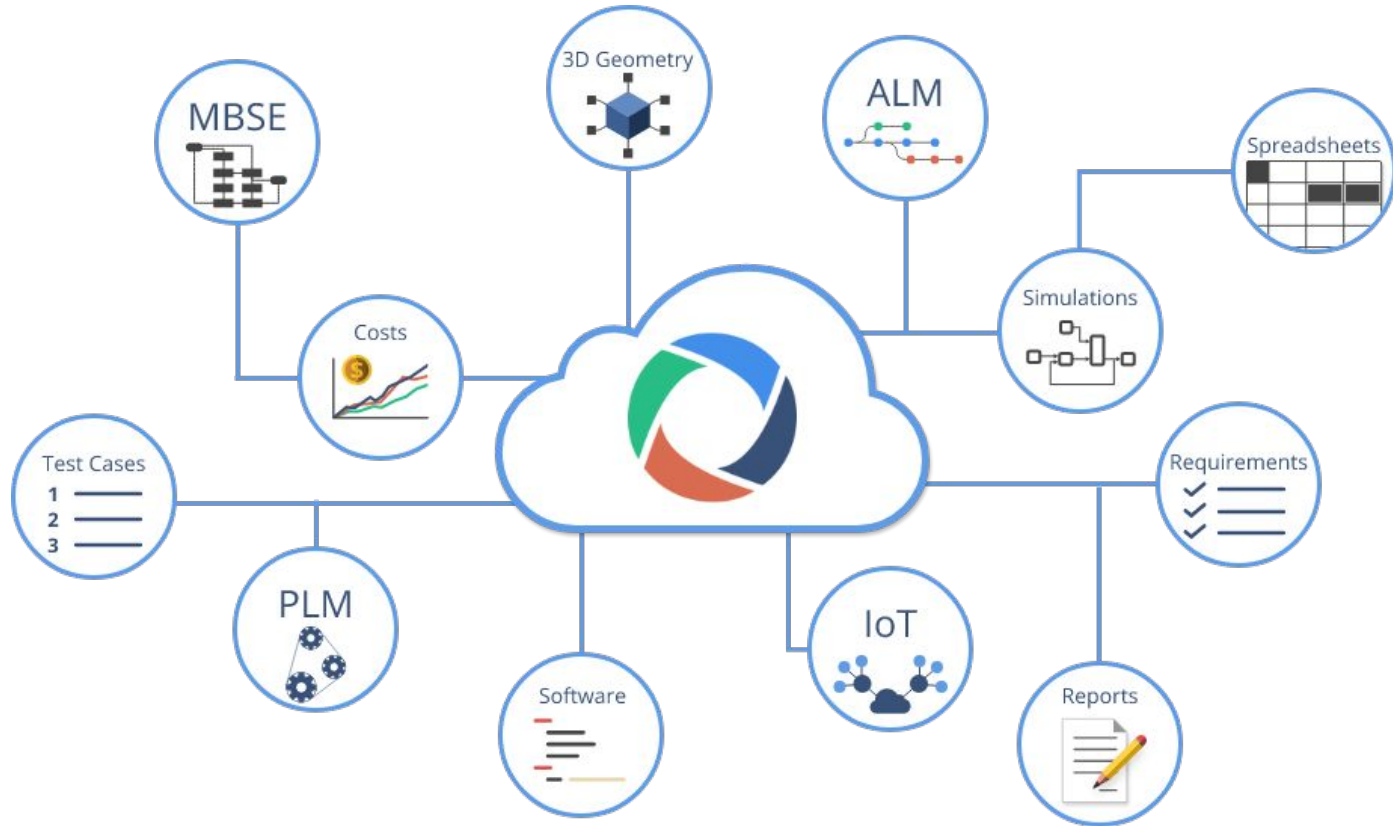 3D Geometry
ALM
MBSE
Spreadsheets
Simulations
Costs
$
Test Cases
1
2
3
Requirements
PLM
IoT
Software
Reports